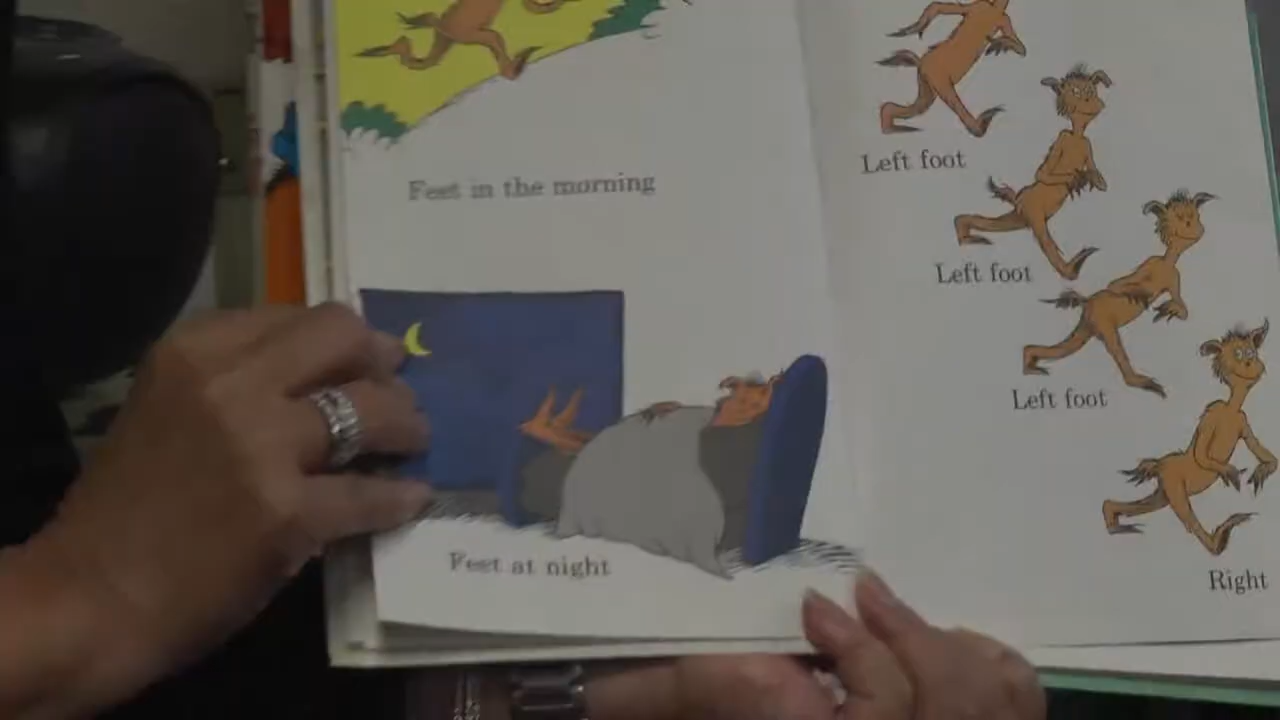 Feet in the morning
Feet at night
Left foot
Left foot
Left foot
Right